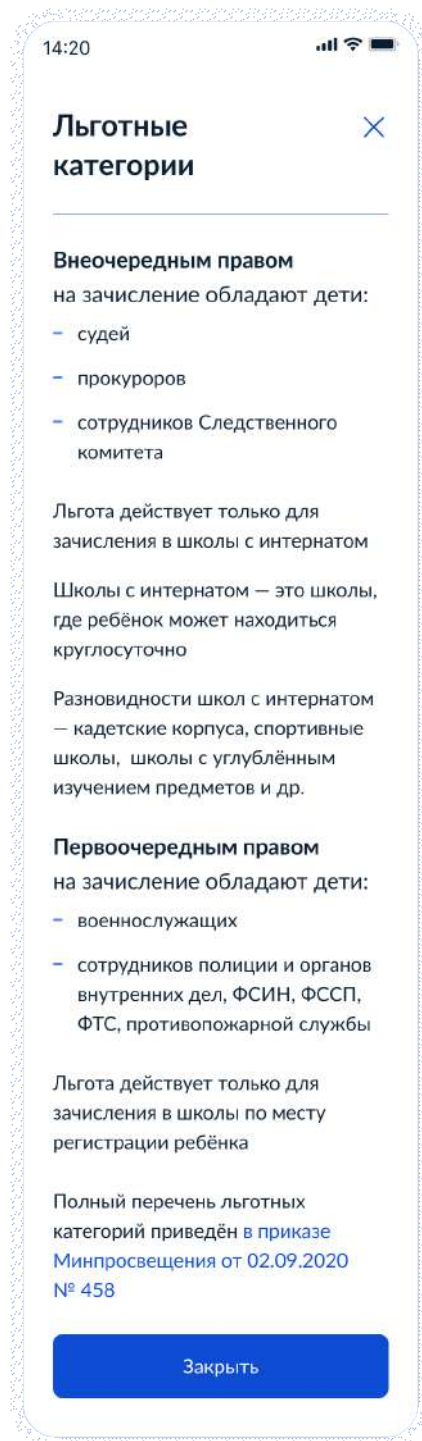 14:20
Льготные
категории
Внеочередным правом
на зачисление обладают дети:
– судей
– прокуроров
– сотрудников Следственного
комитета
Льгота действует только для
зачисления в школы с интернатом
Школы с интернатом — это школы,
где ребёнок может находиться
круглосуточно
Разновидности школ с интернатом
— кадетские корпуса, спортивные
школы, школы с углублённым
изучением предметов и др.
Первоочередным правом
на зачисление обладают дети:
– военнослужащих
– сотрудников полиции и органов
внутренних дел, ФСИН, ФССП,
ФТС, противопожарной службы
Льгота действует только для
зачисления в школы по месту
регистрации ребёнка
Полный перечень льготных
категорий приведён в приказе
Минпросвещения от 02.09.2020
№ 458
Закрыть